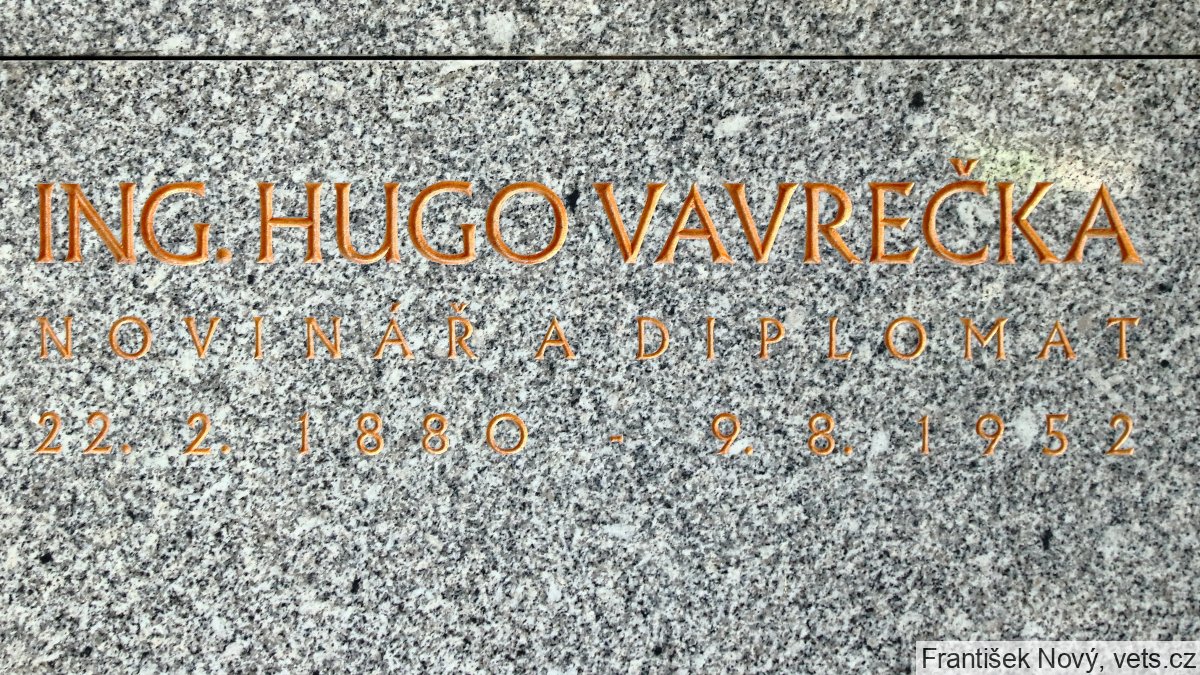 ING. HUGO VAVREČKA
NOVINÁŘ A DIPLOMAT
22. 2. 1880 - 9. 8. 1952
František Nový, vets.cz